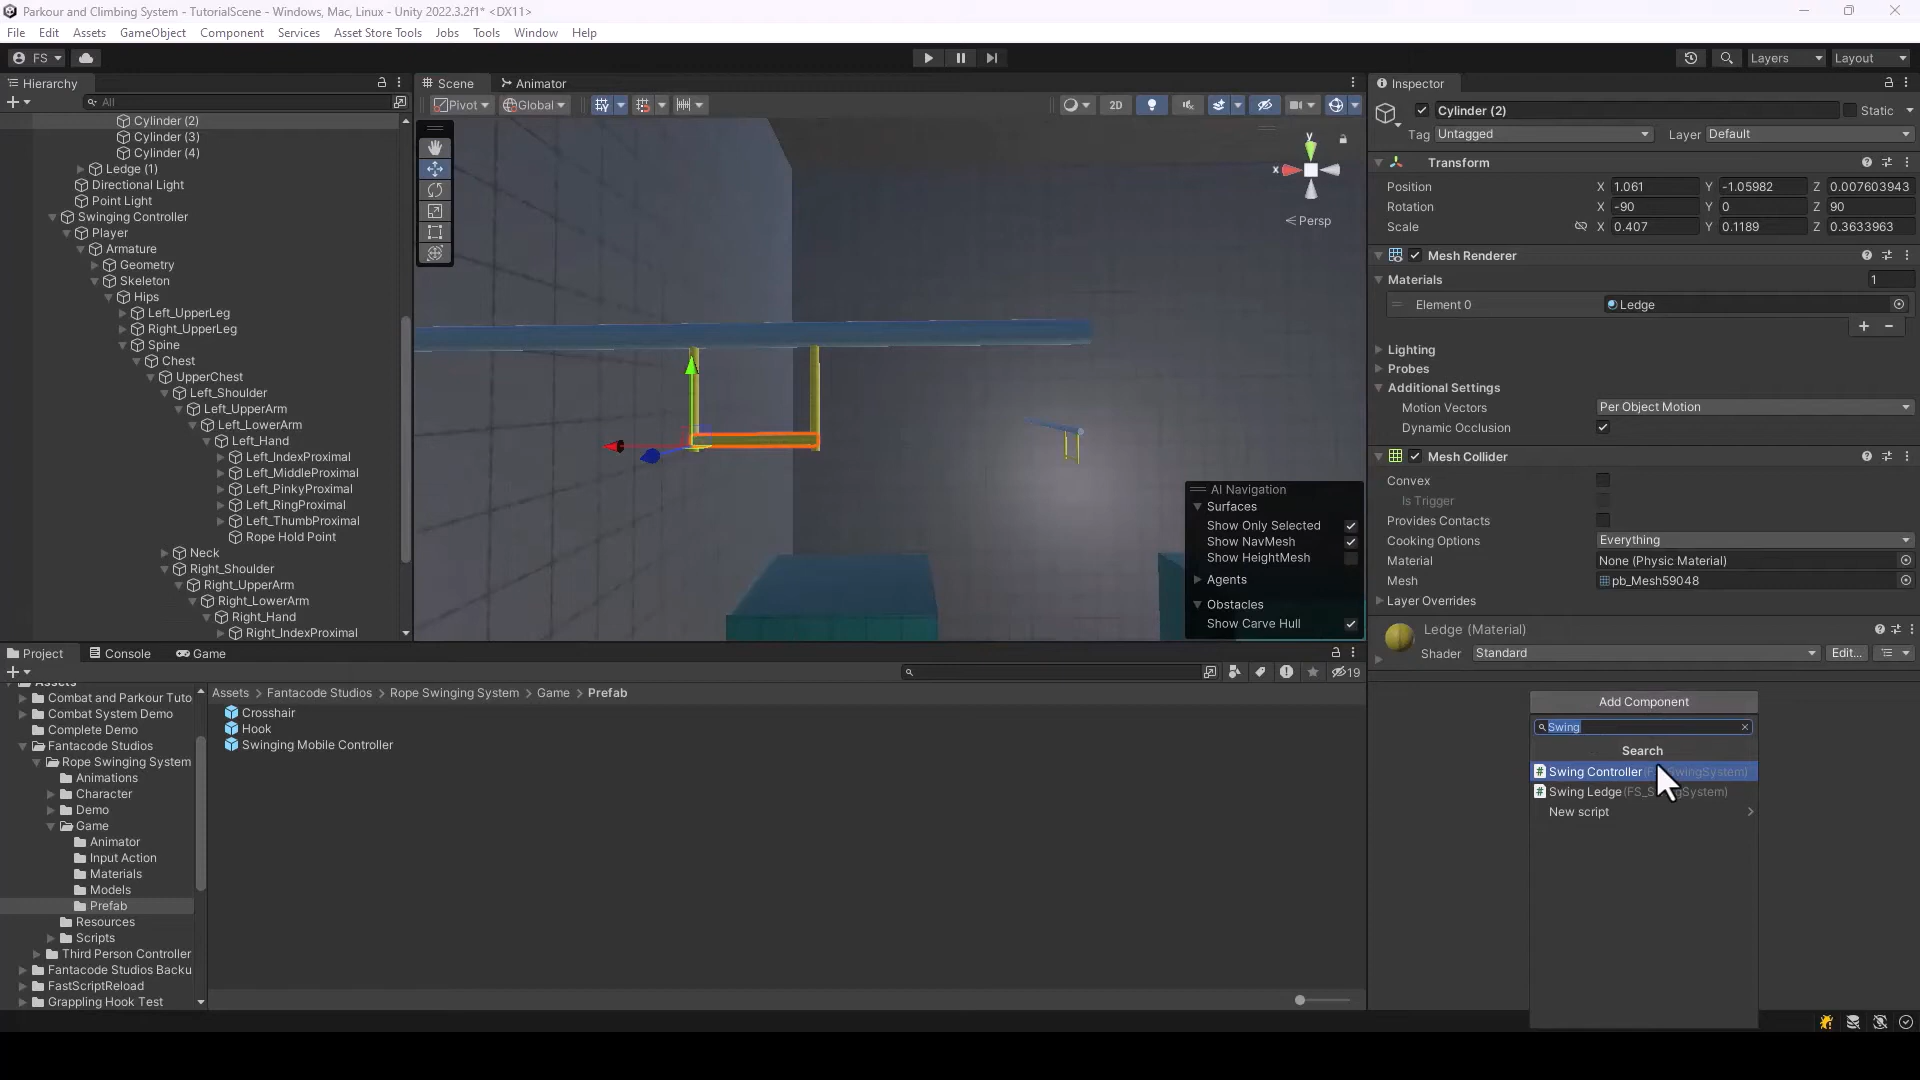 Parkour and Climbing System - TutorialScene - Windows, Mac, Linux - Unity 2022.3.2f1* <DX11>
File Edit Assets GameObject Component Services Asset Store Tools Jobs Tools Window Help
FS Layers Layout
Hierarchy
All
Cylinder (2)
Cylinder (3)
Cylinder (4)
Ledge (1)
Directional Light
Point Light
Swinging Controller
Player
Armature
Geometry
Skeleton
Hips
Left_UpperLeg
Right_UpperLeg
Spine
Chest
UpperChest
Left_Shoulder
Left_UpperArm
Left_LowerArm
Left_Hand
Left_IndexProximal
Left_MiddleProximal
Left_PinkyProximal
Left_RingProximal
Left_ThumbProximal
Rope Hold Point
Neck
Right_Shoulder
Right_UpperArm
Right_LowerArm
Right_Hand
Right_IndexProximal
Scene Animator
Pivot Global 2D
y
x
Persp
AI Navigation
Surfaces
Show Only Selected
Show NavMesh
Show HeightMesh
Agents
Obstacles
Show Carve Hull
Inspector
Cylinder (2) Static
Tag Untagged Layer Default
Transform
Position X 1.061 Y -1.05982 Z 0.007603943
Rotation X -90 Y 0 Z 90
Scale X 0.407 Y 0.1189 Z 0.3633963
Mesh Renderer
Materials 1
Element 0 Ledge
Lighting
Probes
Additional Settings
Motion Vectors Per Object Motion
Dynamic Occlusion
Mesh Collider
Convex
Is Trigger
Provides Contacts
Cooking Options Everything
Material None (Physic Material)
Mesh pb_Mesh59048
Layer Overrides
Ledge (Material)
Shader Standard Edit...
Add Component
Swing
Search
Swing Controller
Swing Ledge
New script
Project Console Game
19
Assets
Combat and Parkour Tuto
Combat System Demo
Complete Demo
Fantacode Studios
Rope Swinging System
Animations
Character
Demo
Game
Animator
Input Action
Materials
Models
Prefab
Resources
Scripts
Third Person Controller
Fantacode Studios Backu
FastScriptReload
Grappling Hook Test
Assets > Fantacode Studios > Rope Swinging System > Game > Prefab
Crosshair
Hook
Swinging Mobile Controller